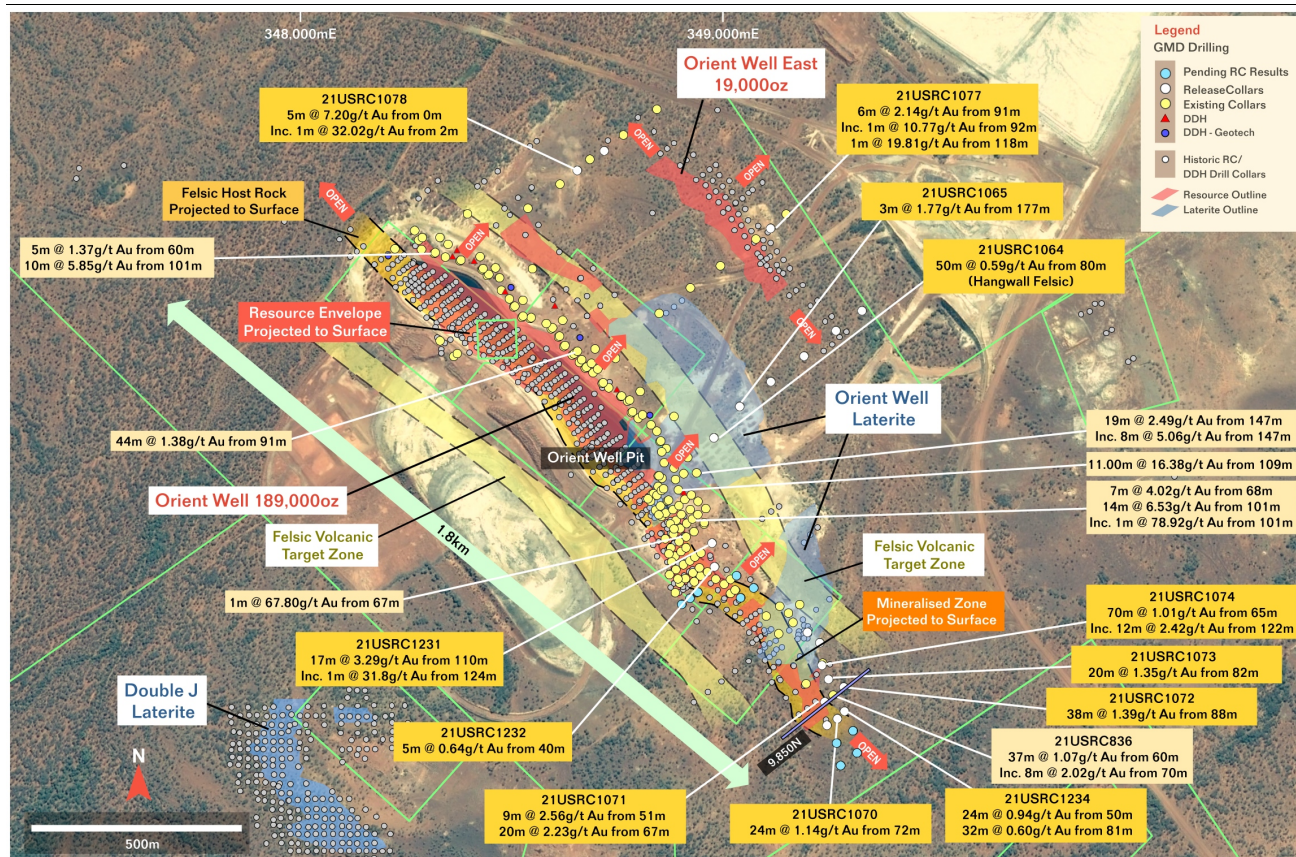 348,000mE
349,000mE
Legend
GMD Drilling
Pending RC Results
ReleaseCollars
Existing Collars
DDH
DDH - Geotech
Historic RC/
DDH Drill Collars
Resource Outline
Laterite Outline
Orient Well East
19,000oz
21USRC1078
5m @ 7.20g/t Au from 0m
Inc. 1m @ 32.02g/t Au from 2m
21USRC1077
6m @ 2.14g/t Au from 91m
Inc. 1m @ 10.77g/t Au from 92m
1m @ 19.81g/t Au from 118m
OPEN
OPEN
Felsic Host Rock
Projected to Surface
OPEN
21USRC1065
3m @ 1.77g/t Au from 177m
5m @ 1.37g/t Au from 60m
10m @ 5.85g/t Au from 101m
OPEN
21USRC1064
50m @ 0.59g/t Au from 80m
(Hangwall Felsic)
Resource Envelope
Projected to Surface
OPEN
OPEN
Orient Well
Laterite
44m @ 1.38g/t Au from 91m
OPEN
Orient Well Pit
19m @ 2.49g/t Au from 147m
Inc. 8m @ 5.06g/t Au from 147m
11.00m @ 16.38g/t Au from 109m
Orient Well 189,000oz
7m @ 4.02g/t Au from 68m
14m @ 6.53g/t Au from 101m
Inc. 1m @ 78.92g/t Au from 101m
Felsic Volcanic
Target Zone
1.8km
OPEN
Felsic Volcanic
Target Zone
1m @ 67.80g/t Au from 67m
Mineralised Zone
Projected to Surface
21USRC1074
70m @ 1.01g/t Au from 65m
Inc. 12m @ 2.42g/t Au from 122m
21USRC1231
17m @ 3.29g/t Au from 110m
Inc. 1m @ 31.8g/t Au from 124m
21USRC1073
20m @ 1.35g/t Au from 82m
Double J
Laterite
21USRC1072
38m @ 1.39g/t Au from 88m
21USRC1232
5m @ 0.64g/t Au from 40m
21USRC836
37m @ 1.07g/t Au from 60m
Inc. 8m @ 2.02g/t Au from 70m
9.850N
OPEN
N
21USRC1071
9m @ 2.56g/t Au from 51m
20m @ 2.23g/t Au from 67m
21USRC1070
24m @ 1.14g/t Au from 72m
21USRC1234
24m @ 0.94g/t Au from 50m
32m @ 0.60g/t Au from 81m
500m